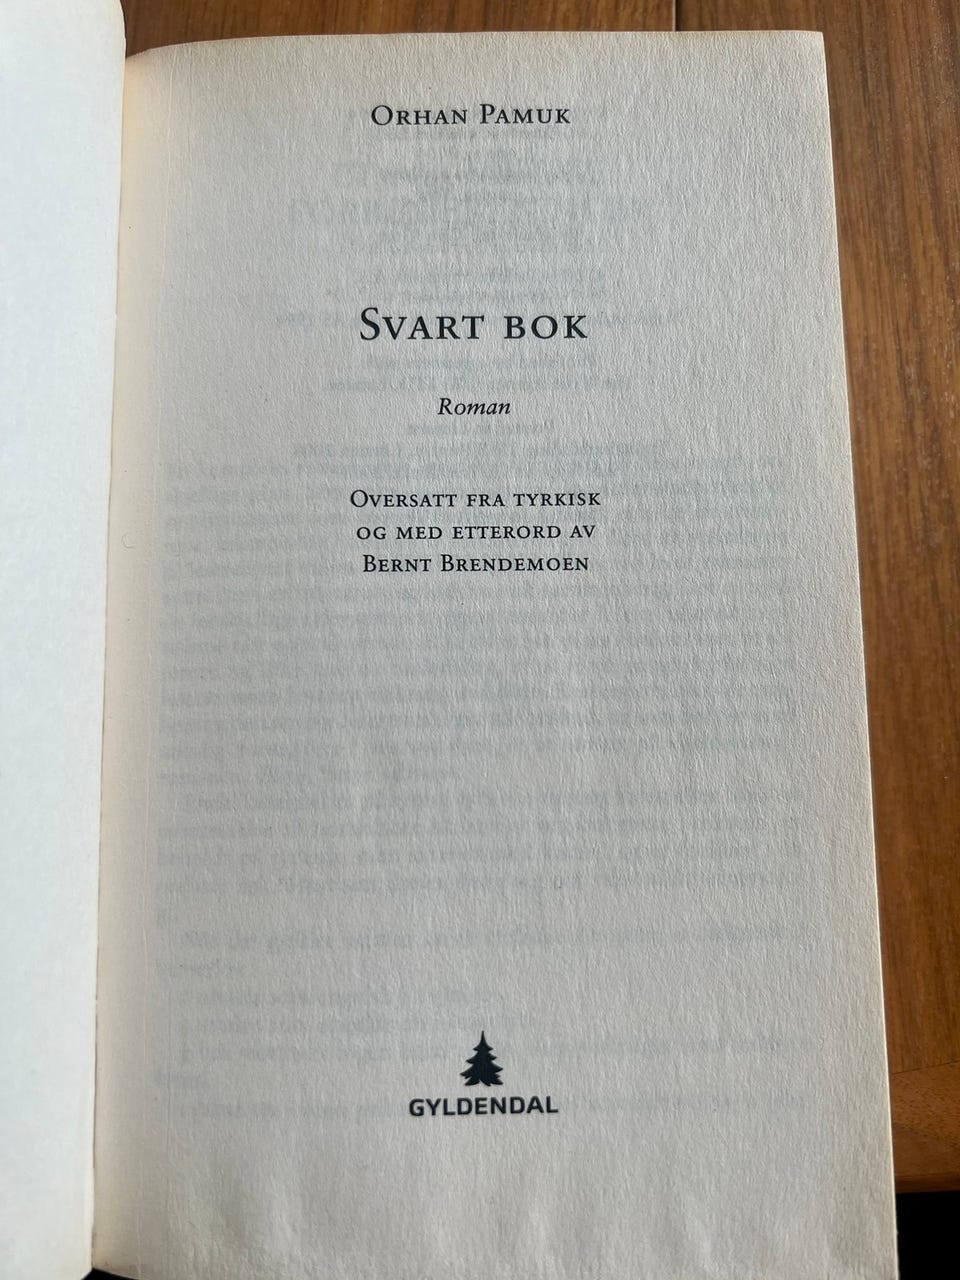 Orhan Pamuk
Svart bok
Roman
Oversatt fra tyrkisk
og med etterord av
Bernt Brendemoen
GYLDENDAL